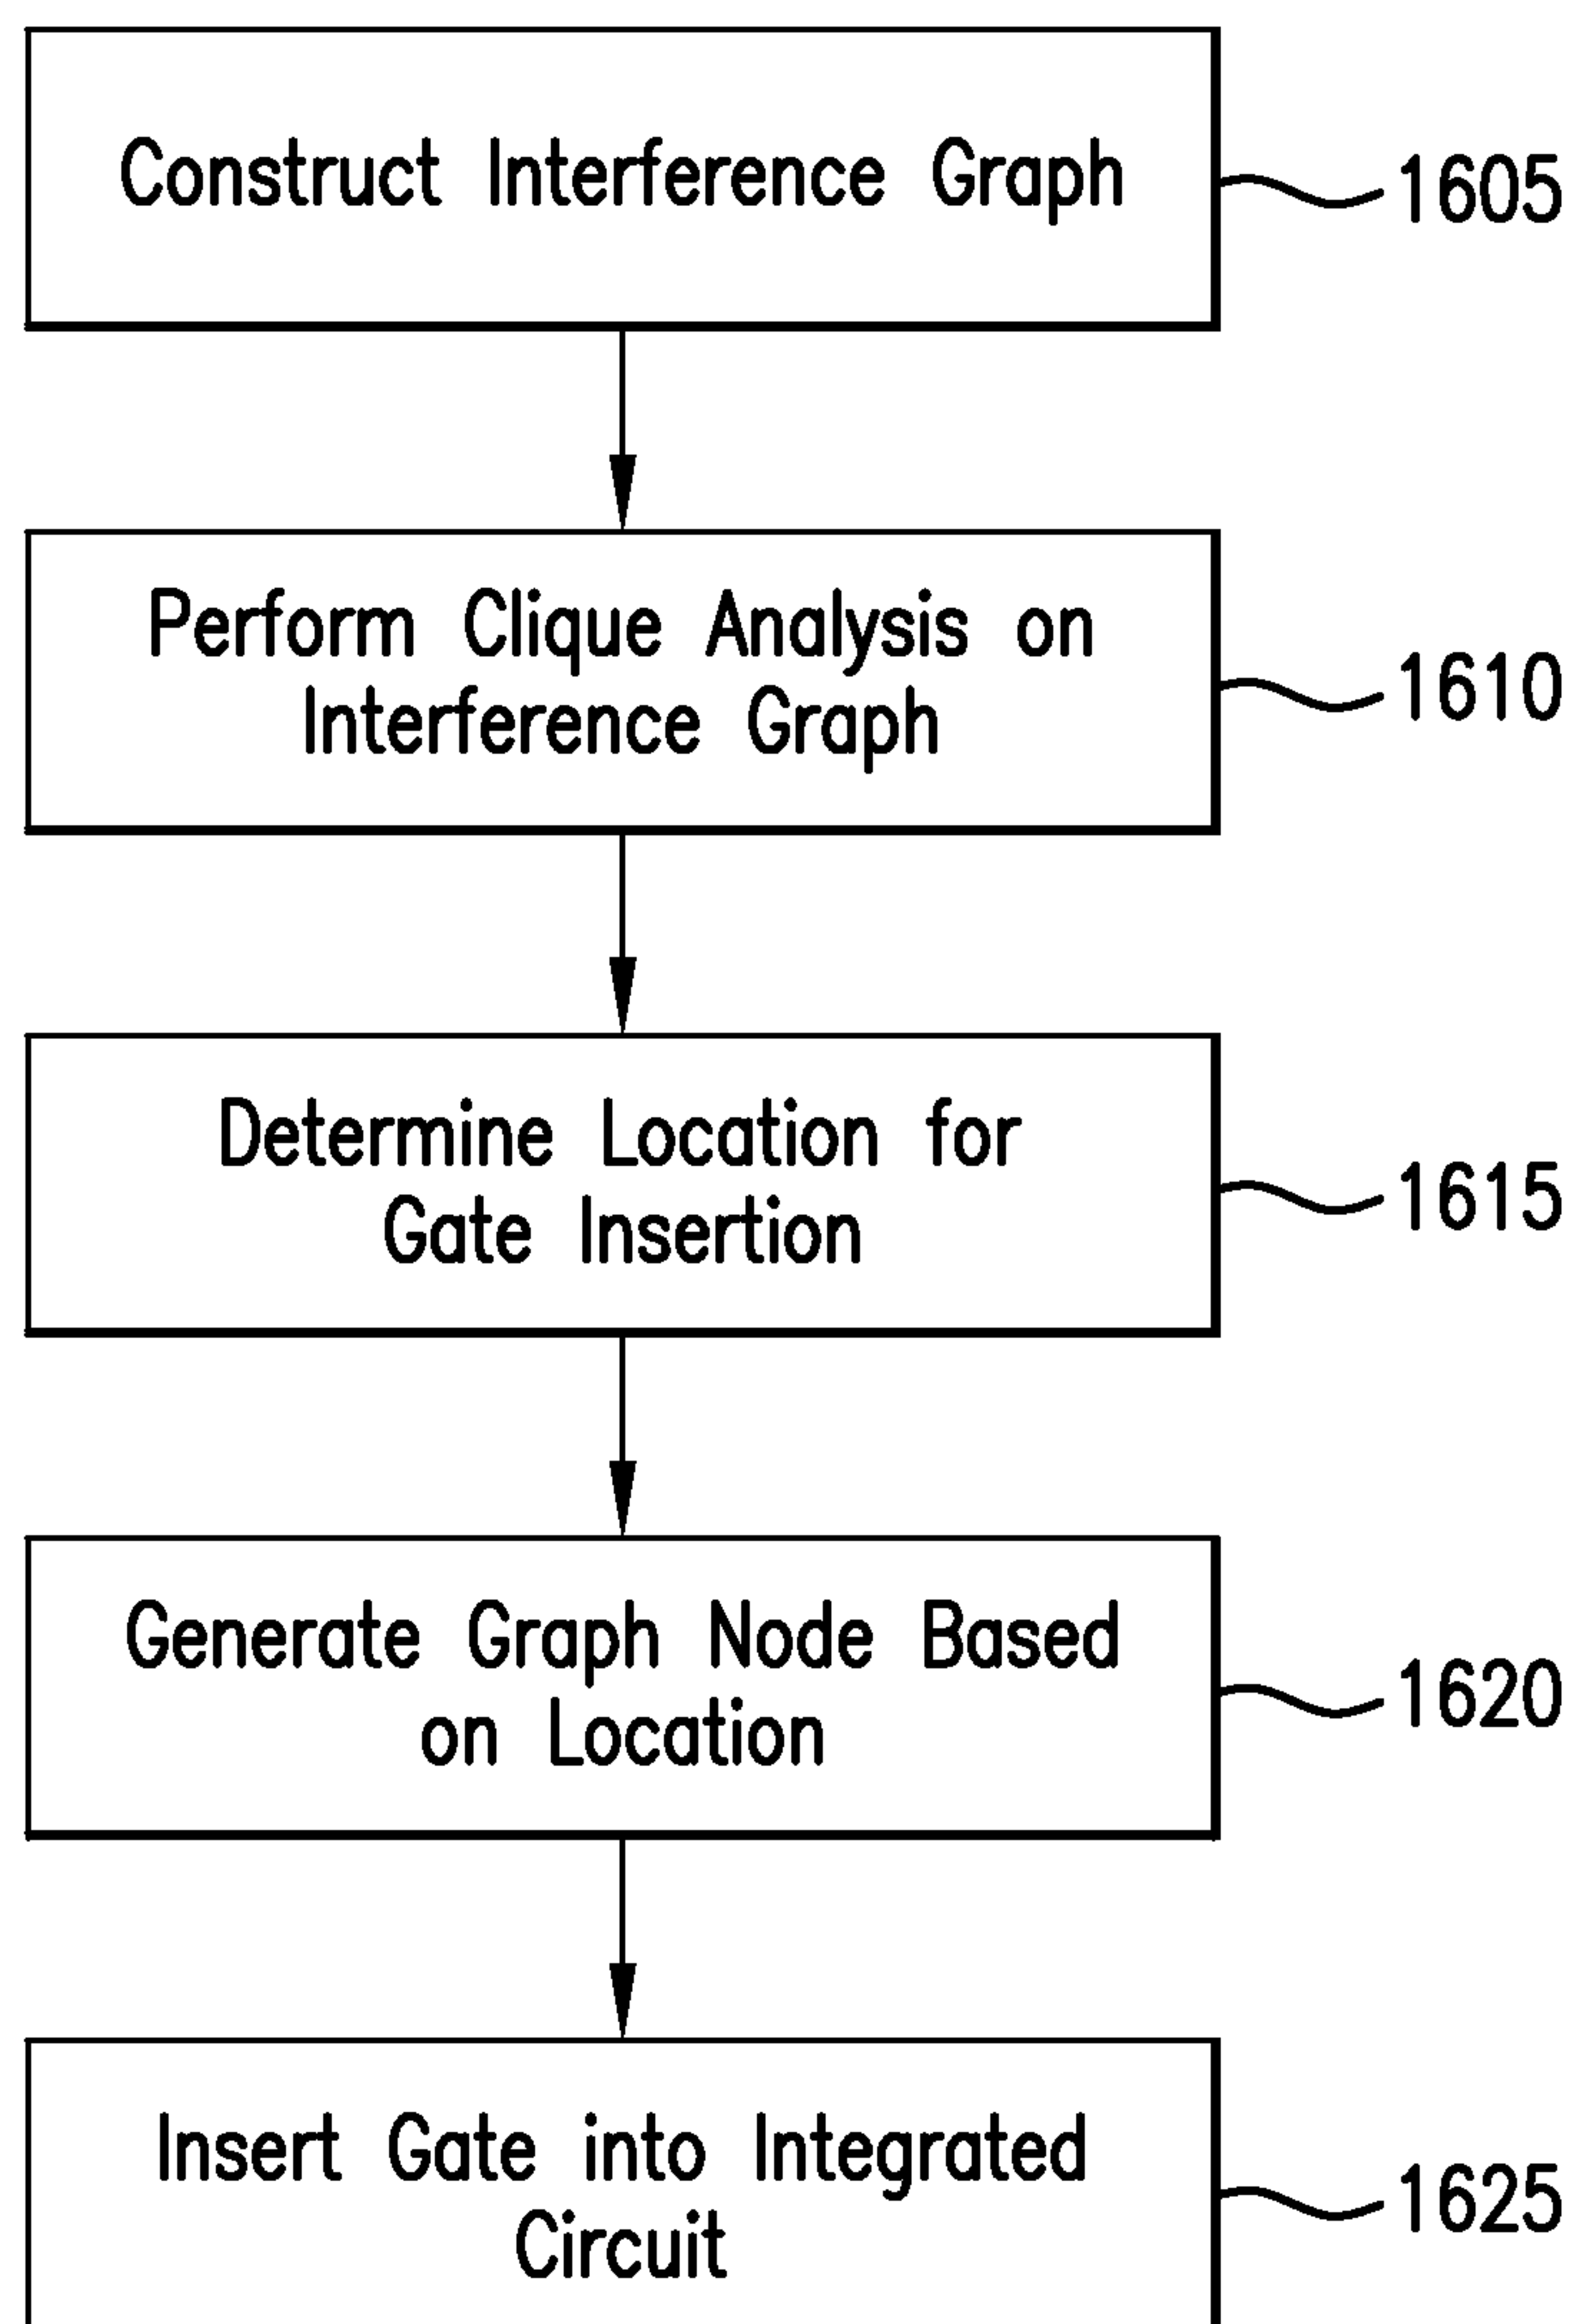 Construct Interference Graph
1605
Perform Clique Analysis on
Interference Graph
1610
Determine Location for
Gate Insertion
1615
Generate Graph Node Based
on Location
1620
Insert Gate into Integrated
Circuit
1625